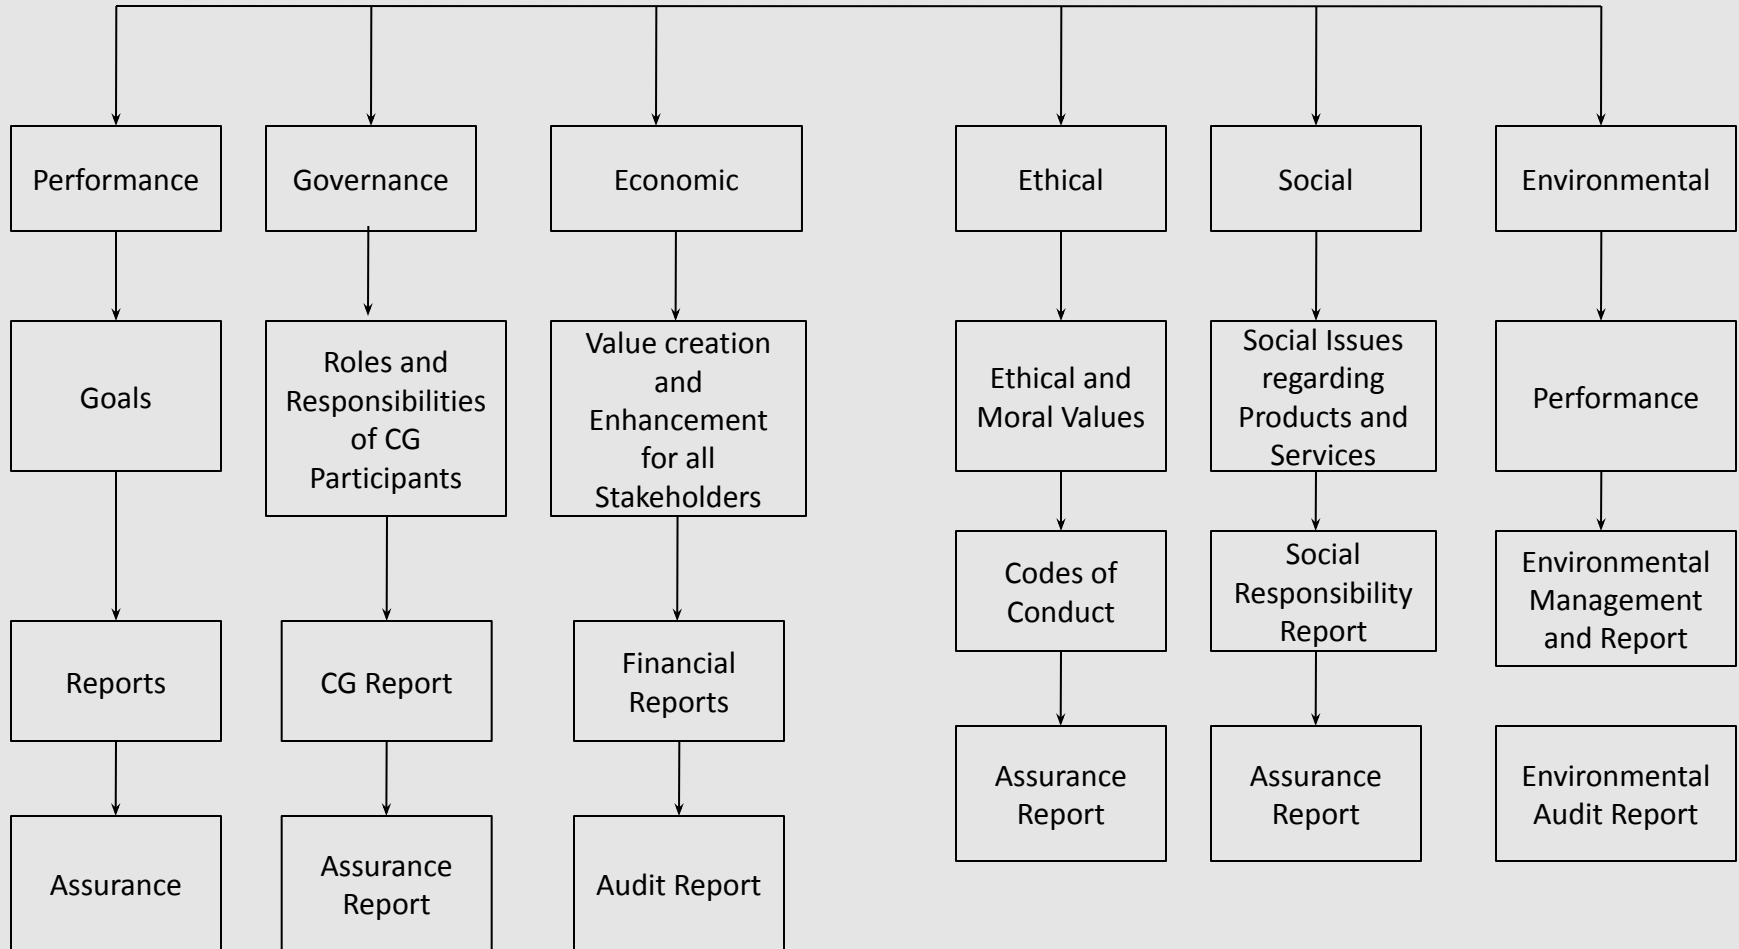 Performance
Governance
Economic
Ethical
Social
Environmental
Goals
Roles and
Responsibilities
of CG
Participants
Value creation
and
Enhancement
for all
Stakeholders
Ethical and
Moral Values
Social Issues
regarding
Products and
Services
Performance
Codes of
Conduct
Social
Responsibility
Report
Environmental
Management
and Report
Reports
CG Report
Financial
Reports
Assurance
Report
Assurance
Report
Environmental
Audit Report
Assurance
Assurance
Report
Audit Report